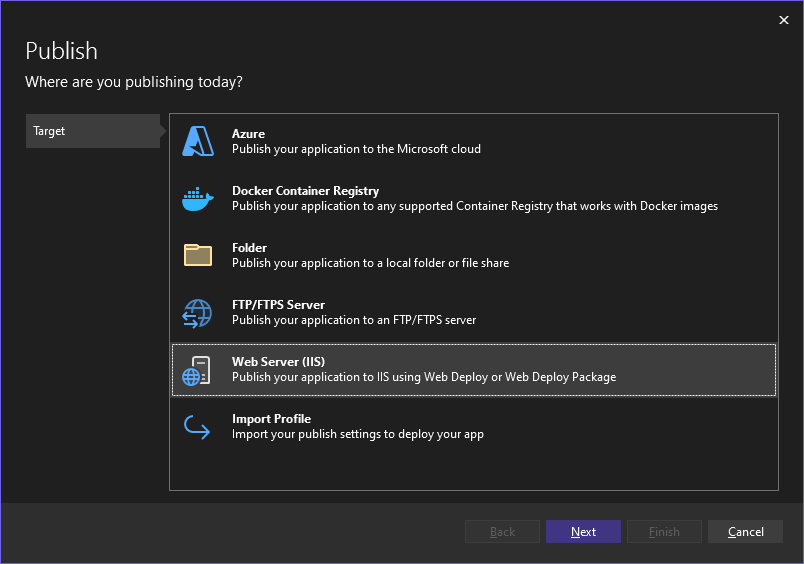 Publish
Where are you publishing today?
Target
Azure
Publish your application to the Microsoft cloud
Docker Container Registry
Publish your application to any supported Container Registry that works with Docker images
Folder
Publish your application to a local folder or file share
FTP/FTPS Server
Publish your application to an FTP/FTPS server
Web Server (IIS)
Publish your application to IIS using Web Deploy or Web Deploy Package
Import Profile
Import your publish settings to deploy your app
Back Next Finish Cancel